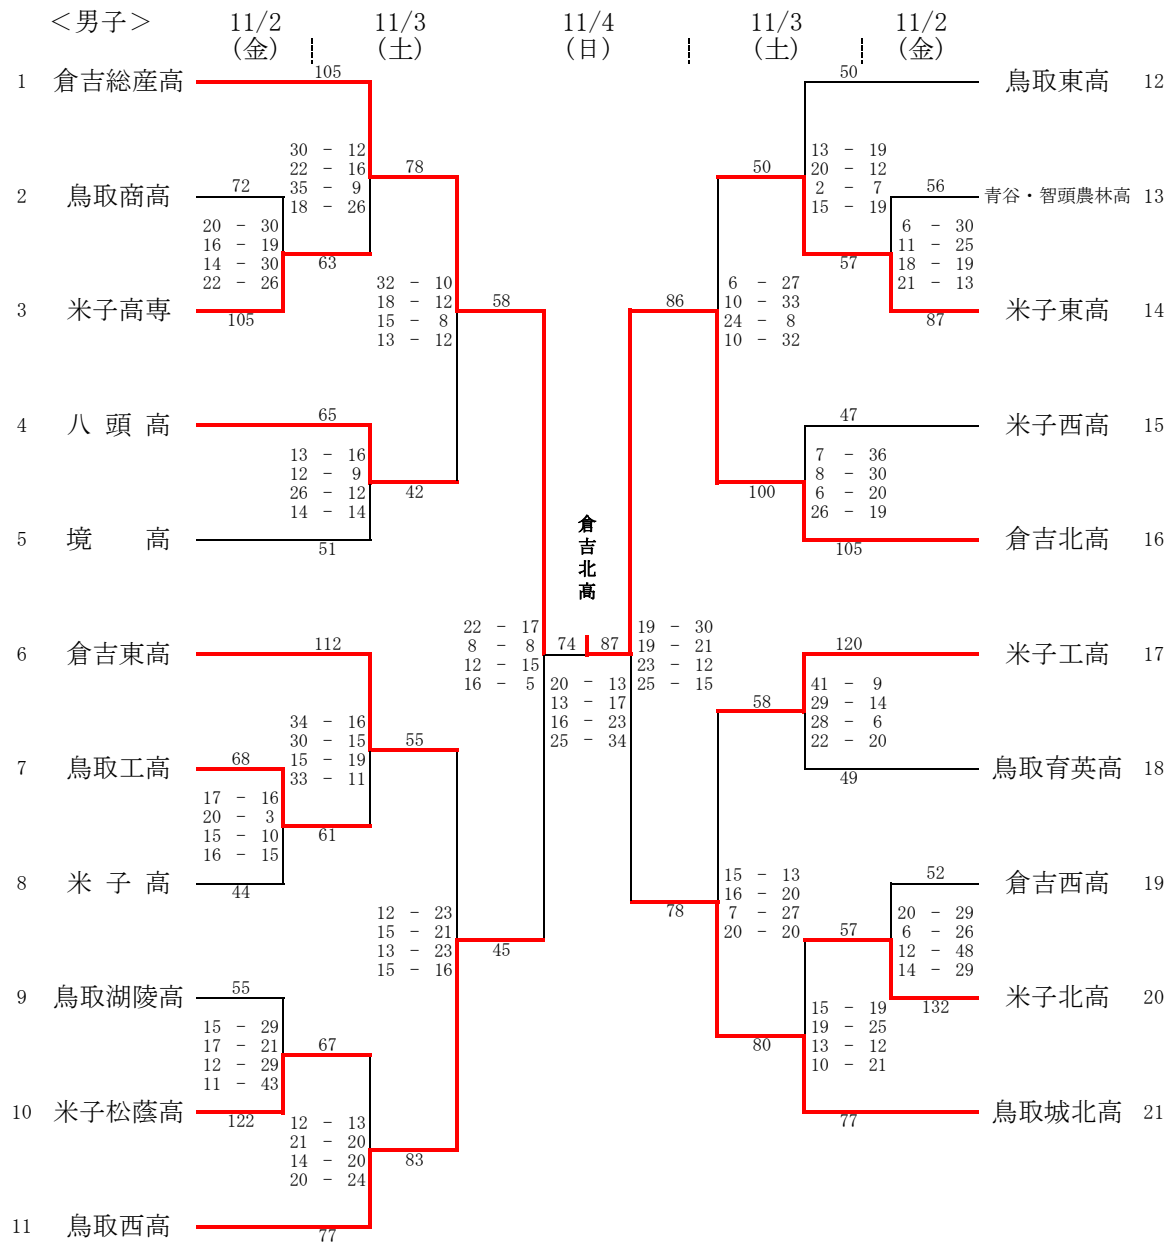 ＜男子＞ 11/2 11/3 11/4 11/3 11/2
（金） （土） （日） （土） （金）
105 50
1 倉吉総産高 鳥取東高 12
30 － 12 13 － 19
22 － 16 78 50 20 － 12
72 35 － 9 2 － 7 56
2 鳥取商高 青谷・智頭農林高 13
18 － 26 15 － 19
20 － 30 6 － 30
16 － 19 11 － 25
14 － 30 63 57 18 － 19
22 － 26 32 － 10 6 － 27 21 － 13
18 － 12 58 86 10 － 33
3 米子高専 米子東高 14
105 15 － 8 24 － 8 87
13 － 12 10 － 32
65 47
4 八頭高 米子西高 15
13 － 16 7 － 36
12 － 9 8 － 30
26 － 12 42 100 6 － 20
14 － 14 26 － 19
倉吉北高
5 境高 倉吉北高 16
51 105
22 － 17 19 － 30
112 8 － 8 74 87 19 － 21 120
6 倉吉東高 米子工高 17
12 － 15 23 － 12
16 － 5 20 － 13 25 － 15 41 － 9
13 － 17 58 29 － 14
34 － 16 16 － 23 28 － 6
30 － 15 55 25 － 34 22 － 20
68 15 － 19
7 鳥取工高 鳥取育英高 18
33 － 11 49
17 － 16
20 － 3
15 － 10 61
16 － 15
15 － 13 52
8 米子高 倉吉西高 19
44 16 － 20
12 － 23 78 7 － 27 20 － 29
15 － 21 20 － 20 57 6 － 26
13 － 23 45 12 － 48
15 － 16 14 － 29
55
9 鳥取湖陵高 米子北高 20
15 － 19 132
15 － 29 19 － 25
17 － 21 67 80 13 － 12
12 － 29 10 － 21
11 － 43
10 米子松蔭高 鳥取城北高 21
122 12 － 13 77
21 － 20
14 － 20 83
20 － 24
11 鳥取西高
77